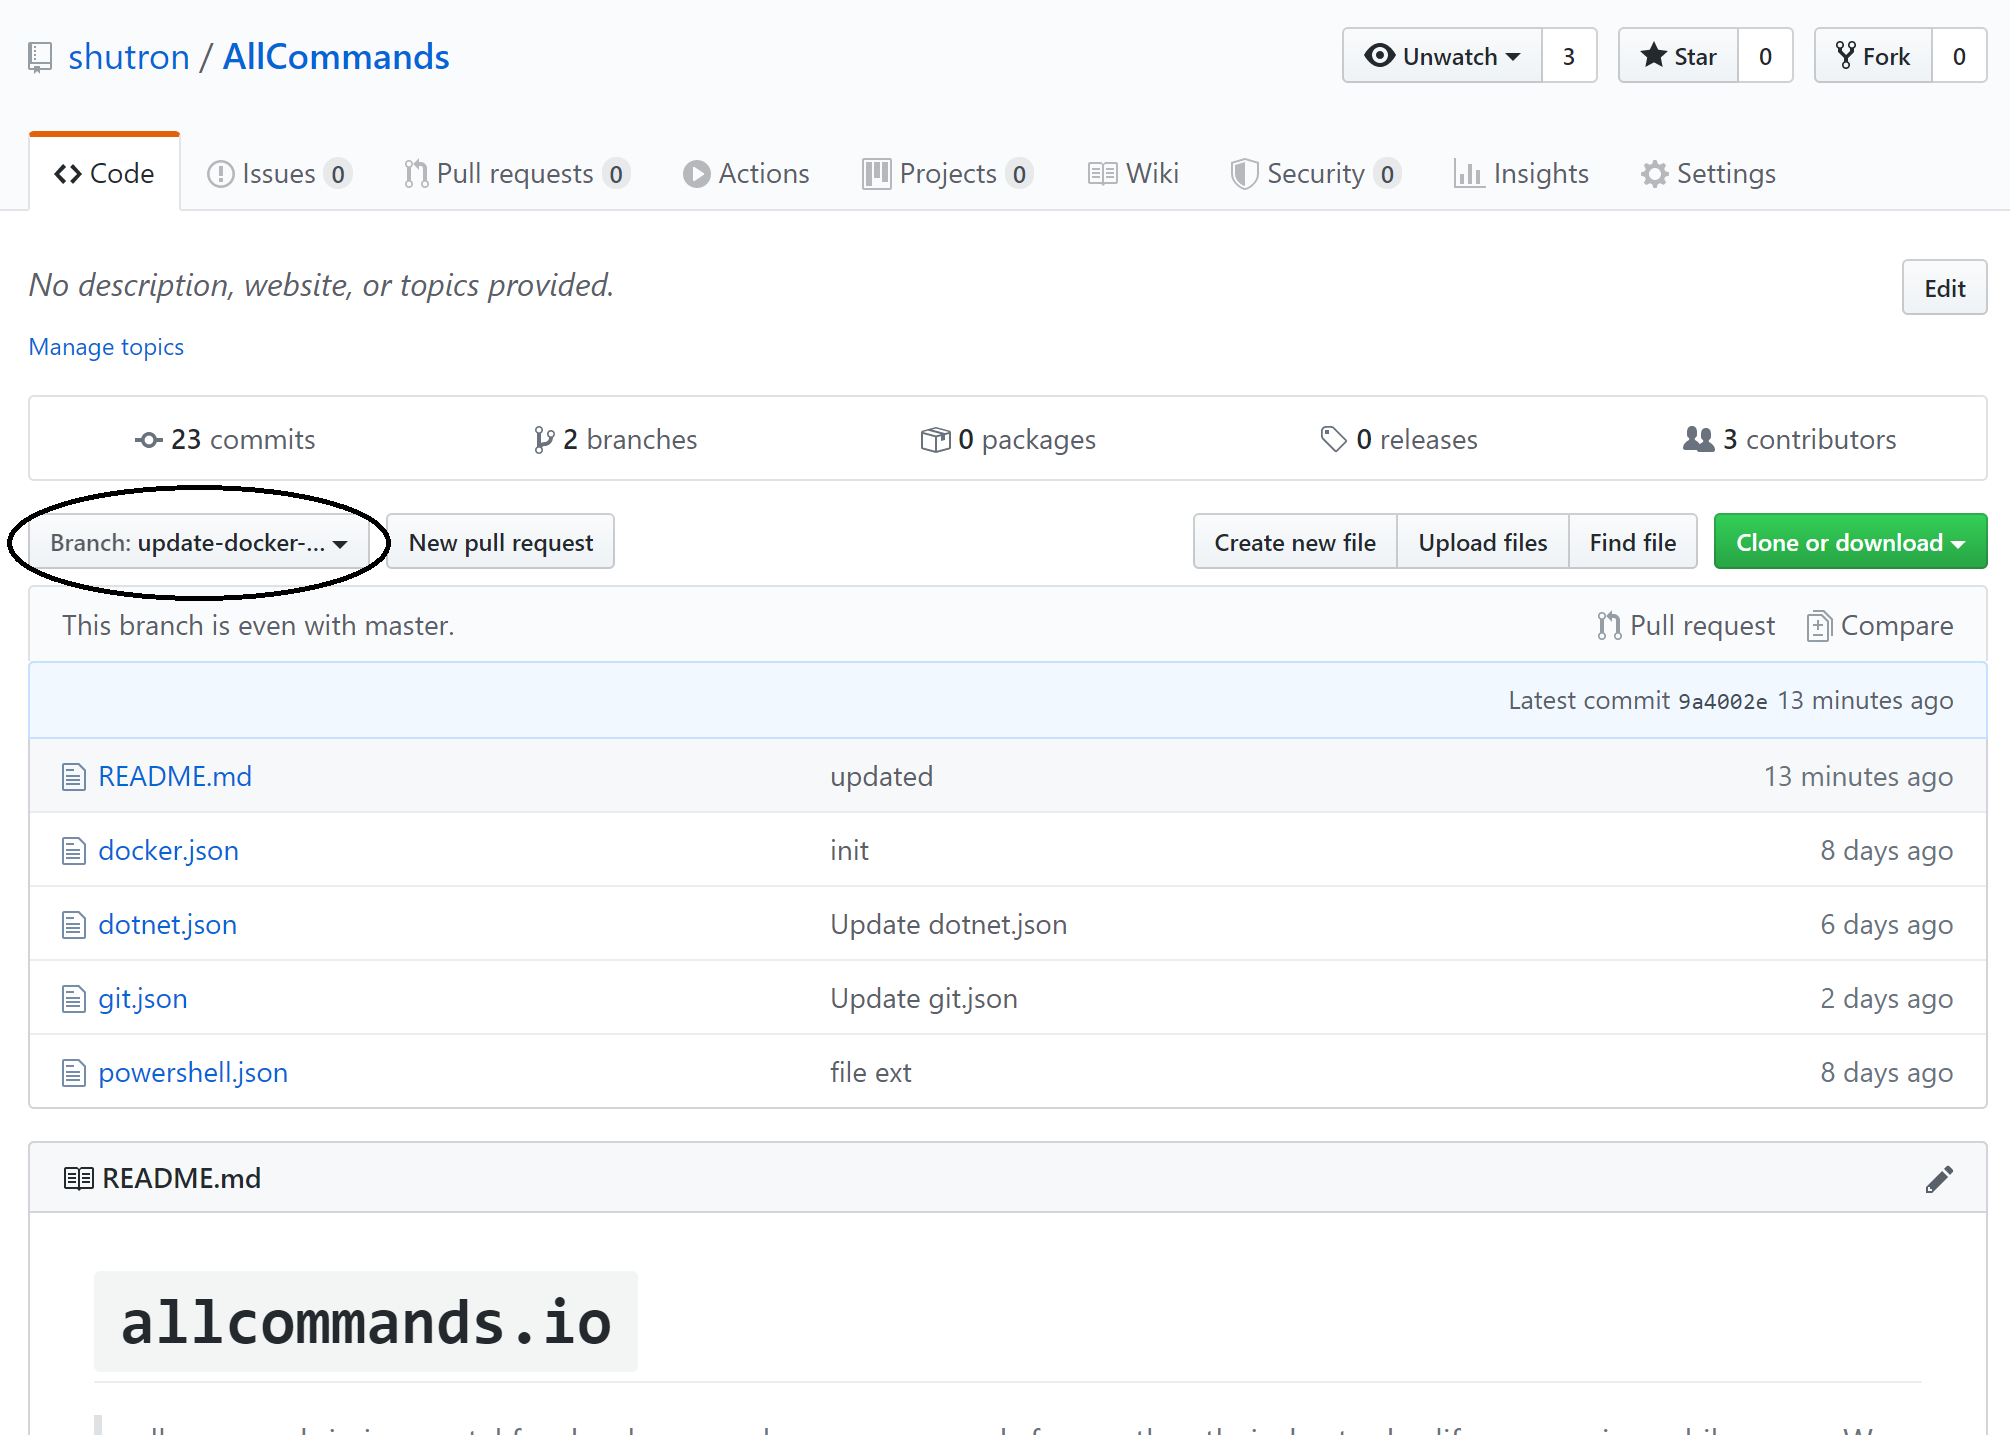 shutron / AllCommands
Unwatch 3 Star 0 Fork 0
Code Issues 0 Pull requests 0 Actions Projects 0 Wiki Security 0 Insights Settings
No description, website, or topics provided.
Edit
Manage topics
23 commits 2 branches 0 packages 0 releases 3 contributors
Branch: update-docker-... New pull request Create new file Upload files Find file Clone or download
This branch is even with master. Pull request Compare
Latest commit 9a4002e 13 minutes ago
README.md updated 13 minutes ago
docker.json init 8 days ago
dotnet.json Update dotnet.json 6 days ago
git.json Update git.json 2 days ago
powershell.json file ext 8 days ago
README.md
allcommands.io